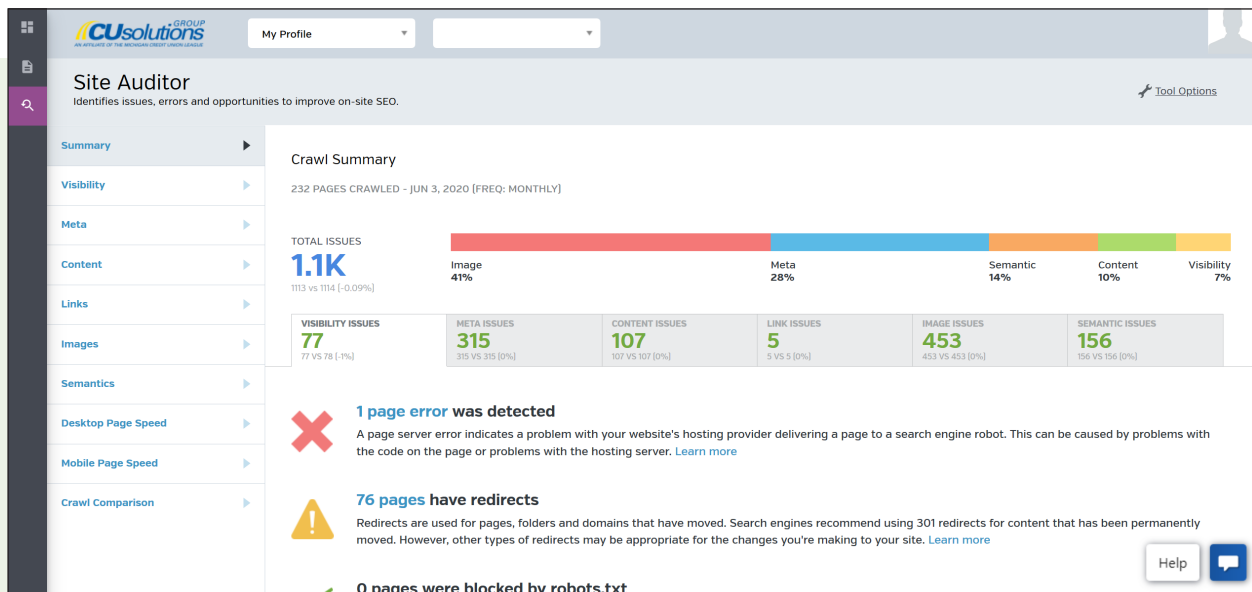 CUsolutions GROUP
AN AFFILIATE OF THE MICHIGAN CREDIT UNION LEAGUE
My Profile
Site Auditor
Identifies issues, errors and opportunities to improve on-site SEO.
Tool Options
Summary
Visibility
Meta
Content
Links
Images
Semantics
Desktop Page Speed
Mobile Page Speed
Crawl Comparison
Crawl Summary
232 PAGES CRAWLED - JUN 3, 2020 [FREQ: MONTHLY]
TOTAL ISSUES
1.1K
1113 vs 1114 [-0.09%]
Image
41%
Meta
28%
Semantic
14%
Content
10%
Visibility
7%
VISIBILITY ISSUES
77
77 VS 78 [-1%]
META ISSUES
315
315 VS 315 [0%]
CONTENT ISSUES
107
107 VS 107 [0%]
LINK ISSUES
5
5 VS 5 [0%]
IMAGE ISSUES
453
453 VS 453 [0%]
SEMANTIC ISSUES
156
156 VS 156 [0%]
1 page error was detected
A page server error indicates a problem with your website's hosting provider delivering a page to a search engine robot. This can be caused by problems with
the code on the page or problems with the hosting server. Learn more
76 pages have redirects
Redirects are used for pages, folders and domains that have moved. Search engines recommend using 301 redirects for content that has been permanently
moved. However, other types of redirects may be appropriate for the changes you're making to your site. Learn more
0 pages were blocked by robots.txt
Help